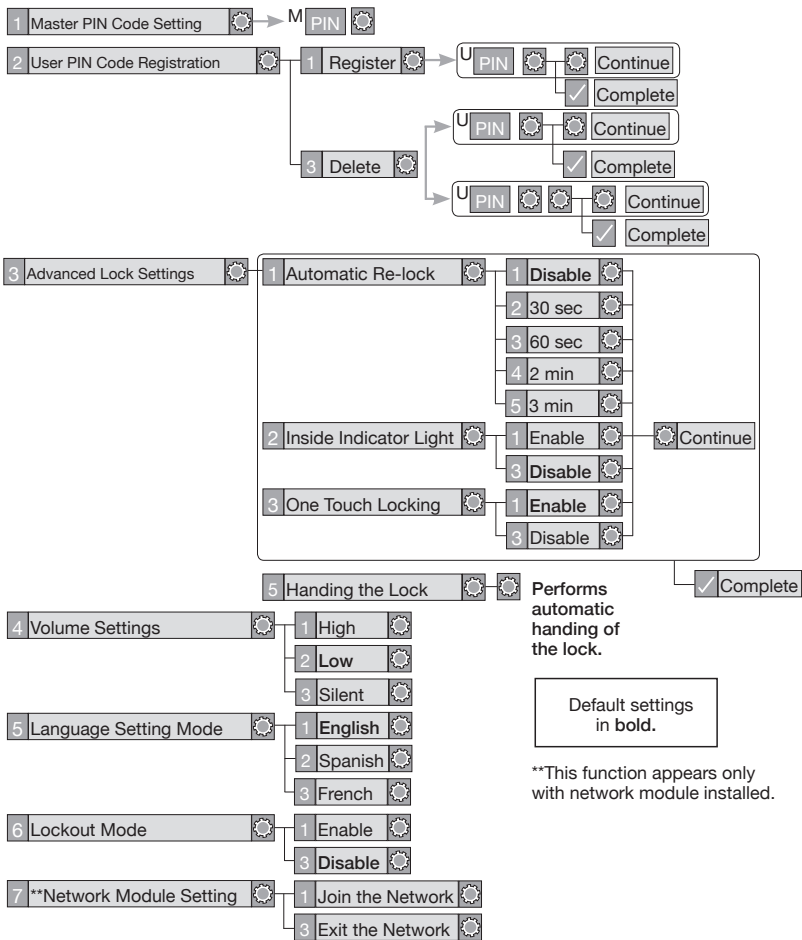 1 Master PIN Code Setting M PIN
2 User PIN Code Registration 1 Register U PIN Continue
Complete
U PIN Continue
3 Delete Complete
U PIN Continue
Complete
3 Advanced Lock Settings 1 Automatic Re-lock 1 Disable
2 30 sec
3 60 sec
4 2 min
5 3 min
2 Inside Indicator Light 1 Enable Continue
3 Disable
3 One Touch Locking 1 Enable
3 Disable
5 Handing the Lock Performs
automatic
handing of
the lock.
Complete
4 Volume Settings 1 High
2 Low
3 Silent
Default settings
in bold.
5 Language Setting Mode 1 English
2 Spanish
3 French
**This function appears only
with network module installed.
6 Lockout Mode 1 Enable
3 Disable
7 **Network Module Setting 1 Join the Network
3 Exit the Network